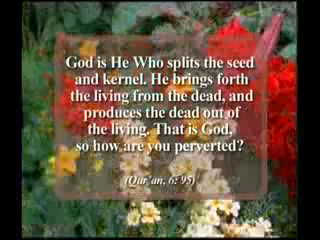 God is He Who splits the seed
and kernel. He brings forth
the living from the dead, and
produces the dead out of
the living. That is God,
so how are you perverted?
(Qur'an, 6: 95)